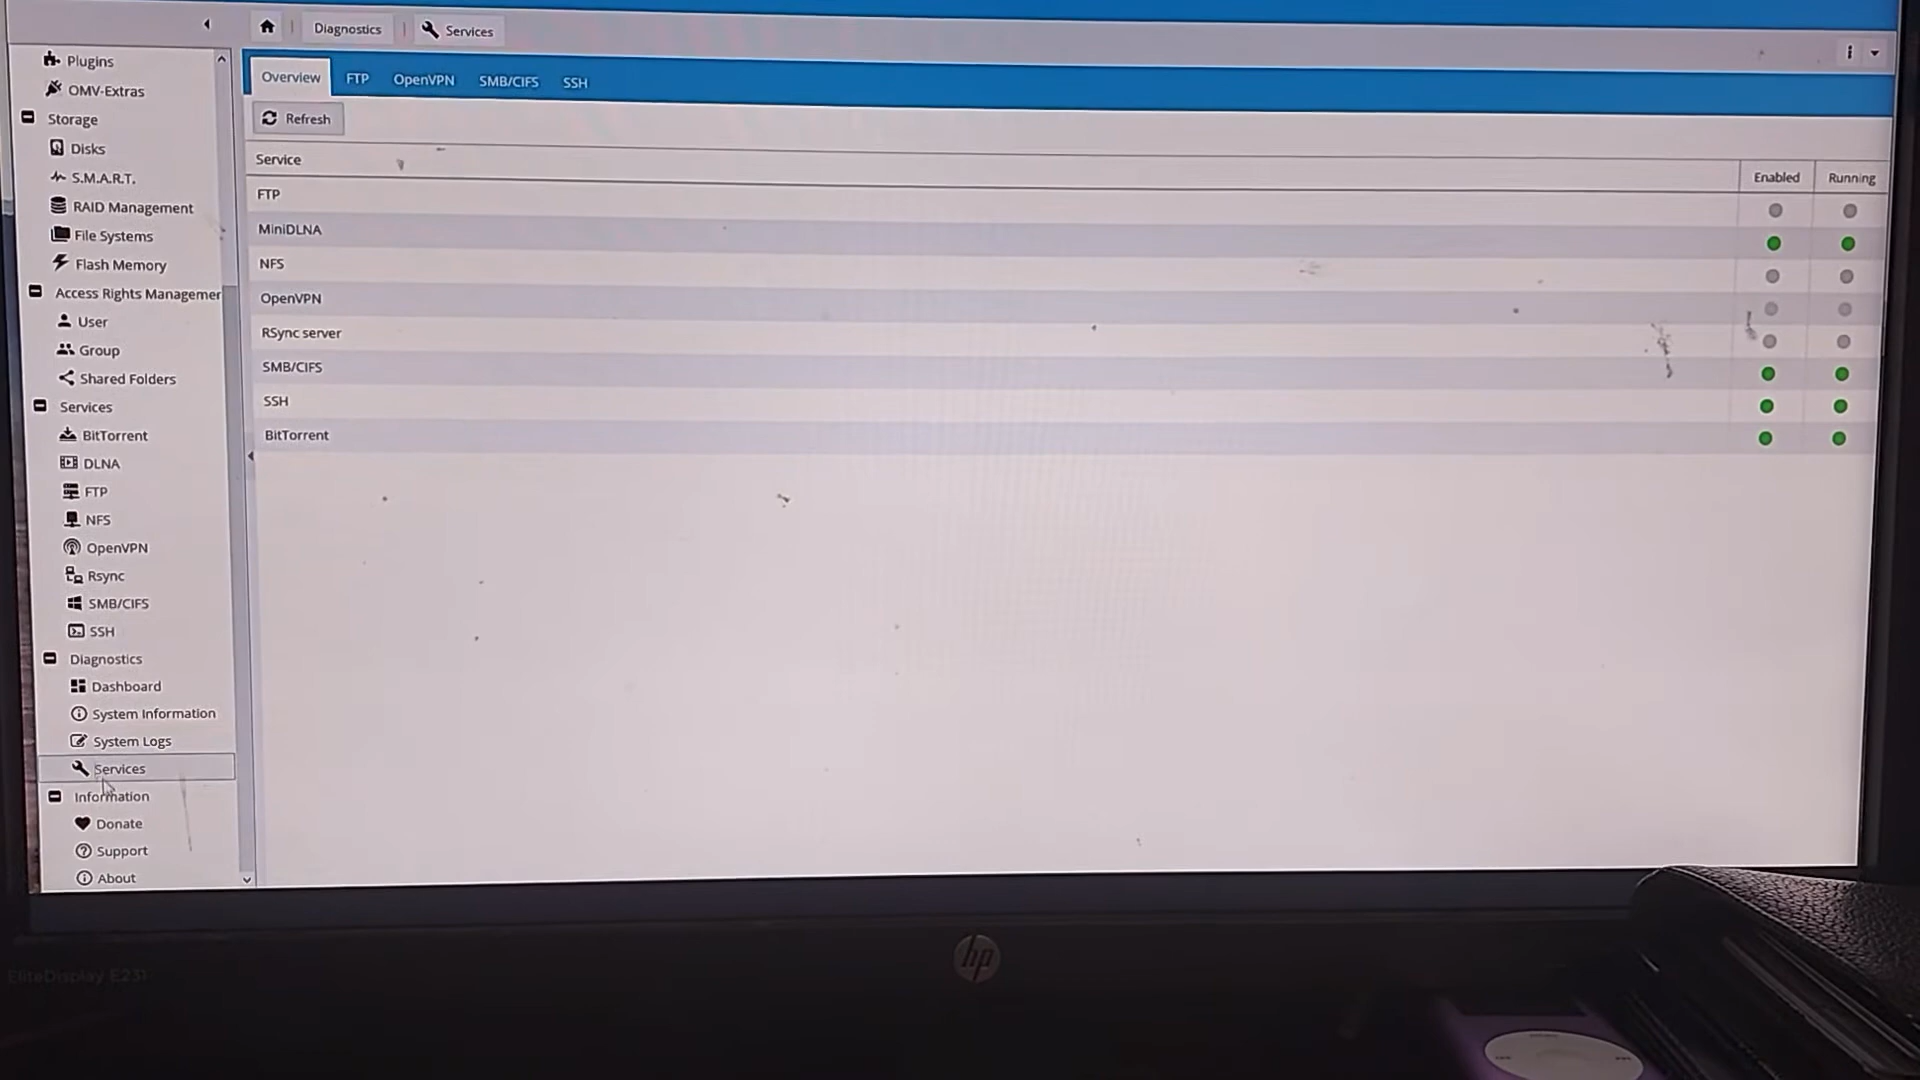 Diagnostics
Services
Plugins
OMV-Extras
Storage
Disks
S.M.A.R.T.
RAID Management
File Systems
Flash Memory
Access Rights Managemer
User
Group
Shared Folders
Services
BitTorrent
DLNA
FTP
NFS
OpenVPN
Rsync
SMB/CIFS
SSH
Diagnostics
Dashboard
System Information
System Logs
Services
Information
Donate
Support
About
Overview FTP OpenVPN SMB/CIFS SSH
Refresh
Service Enabled Running
FTP
MiniDLNA
NFS
OpenVPN
RSync server
SMB/CIFS
SSH
BitTorrent
hp
EliteDisplay E231